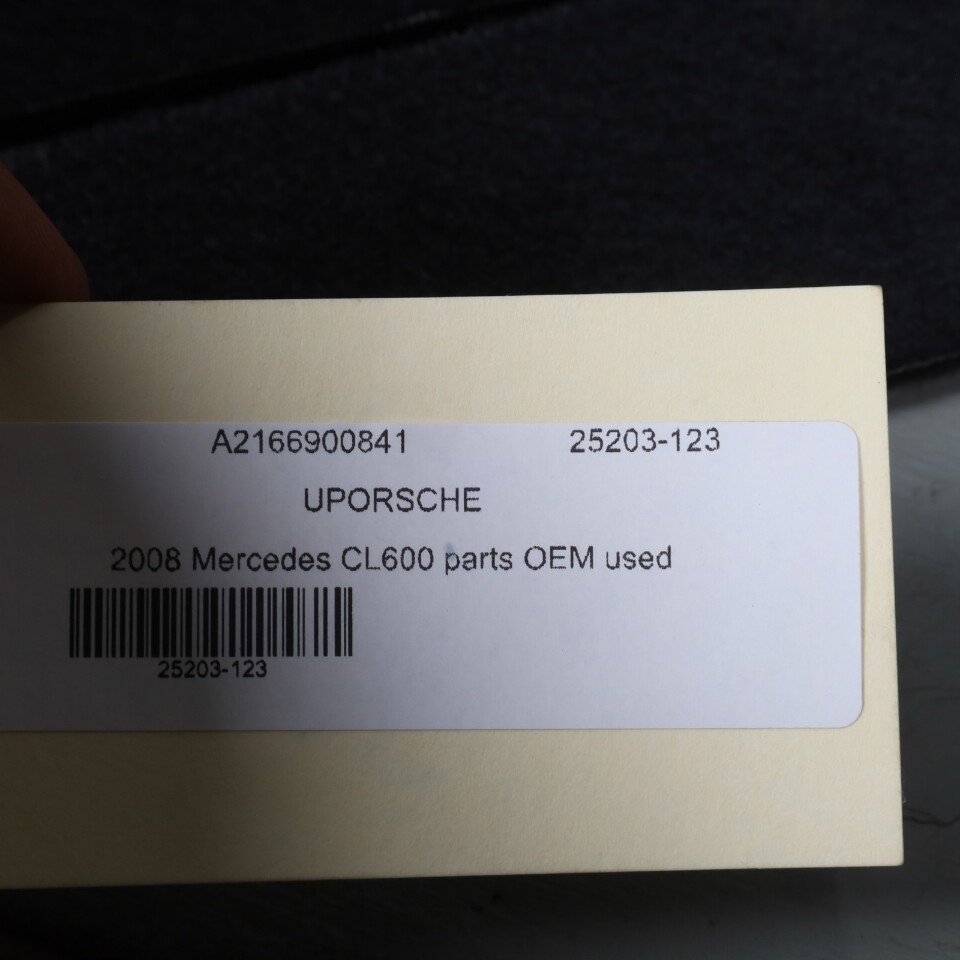 A2166900841 25203-123
UPORSCHE
2008 Mercedes CL600 parts OEM used
25203-123